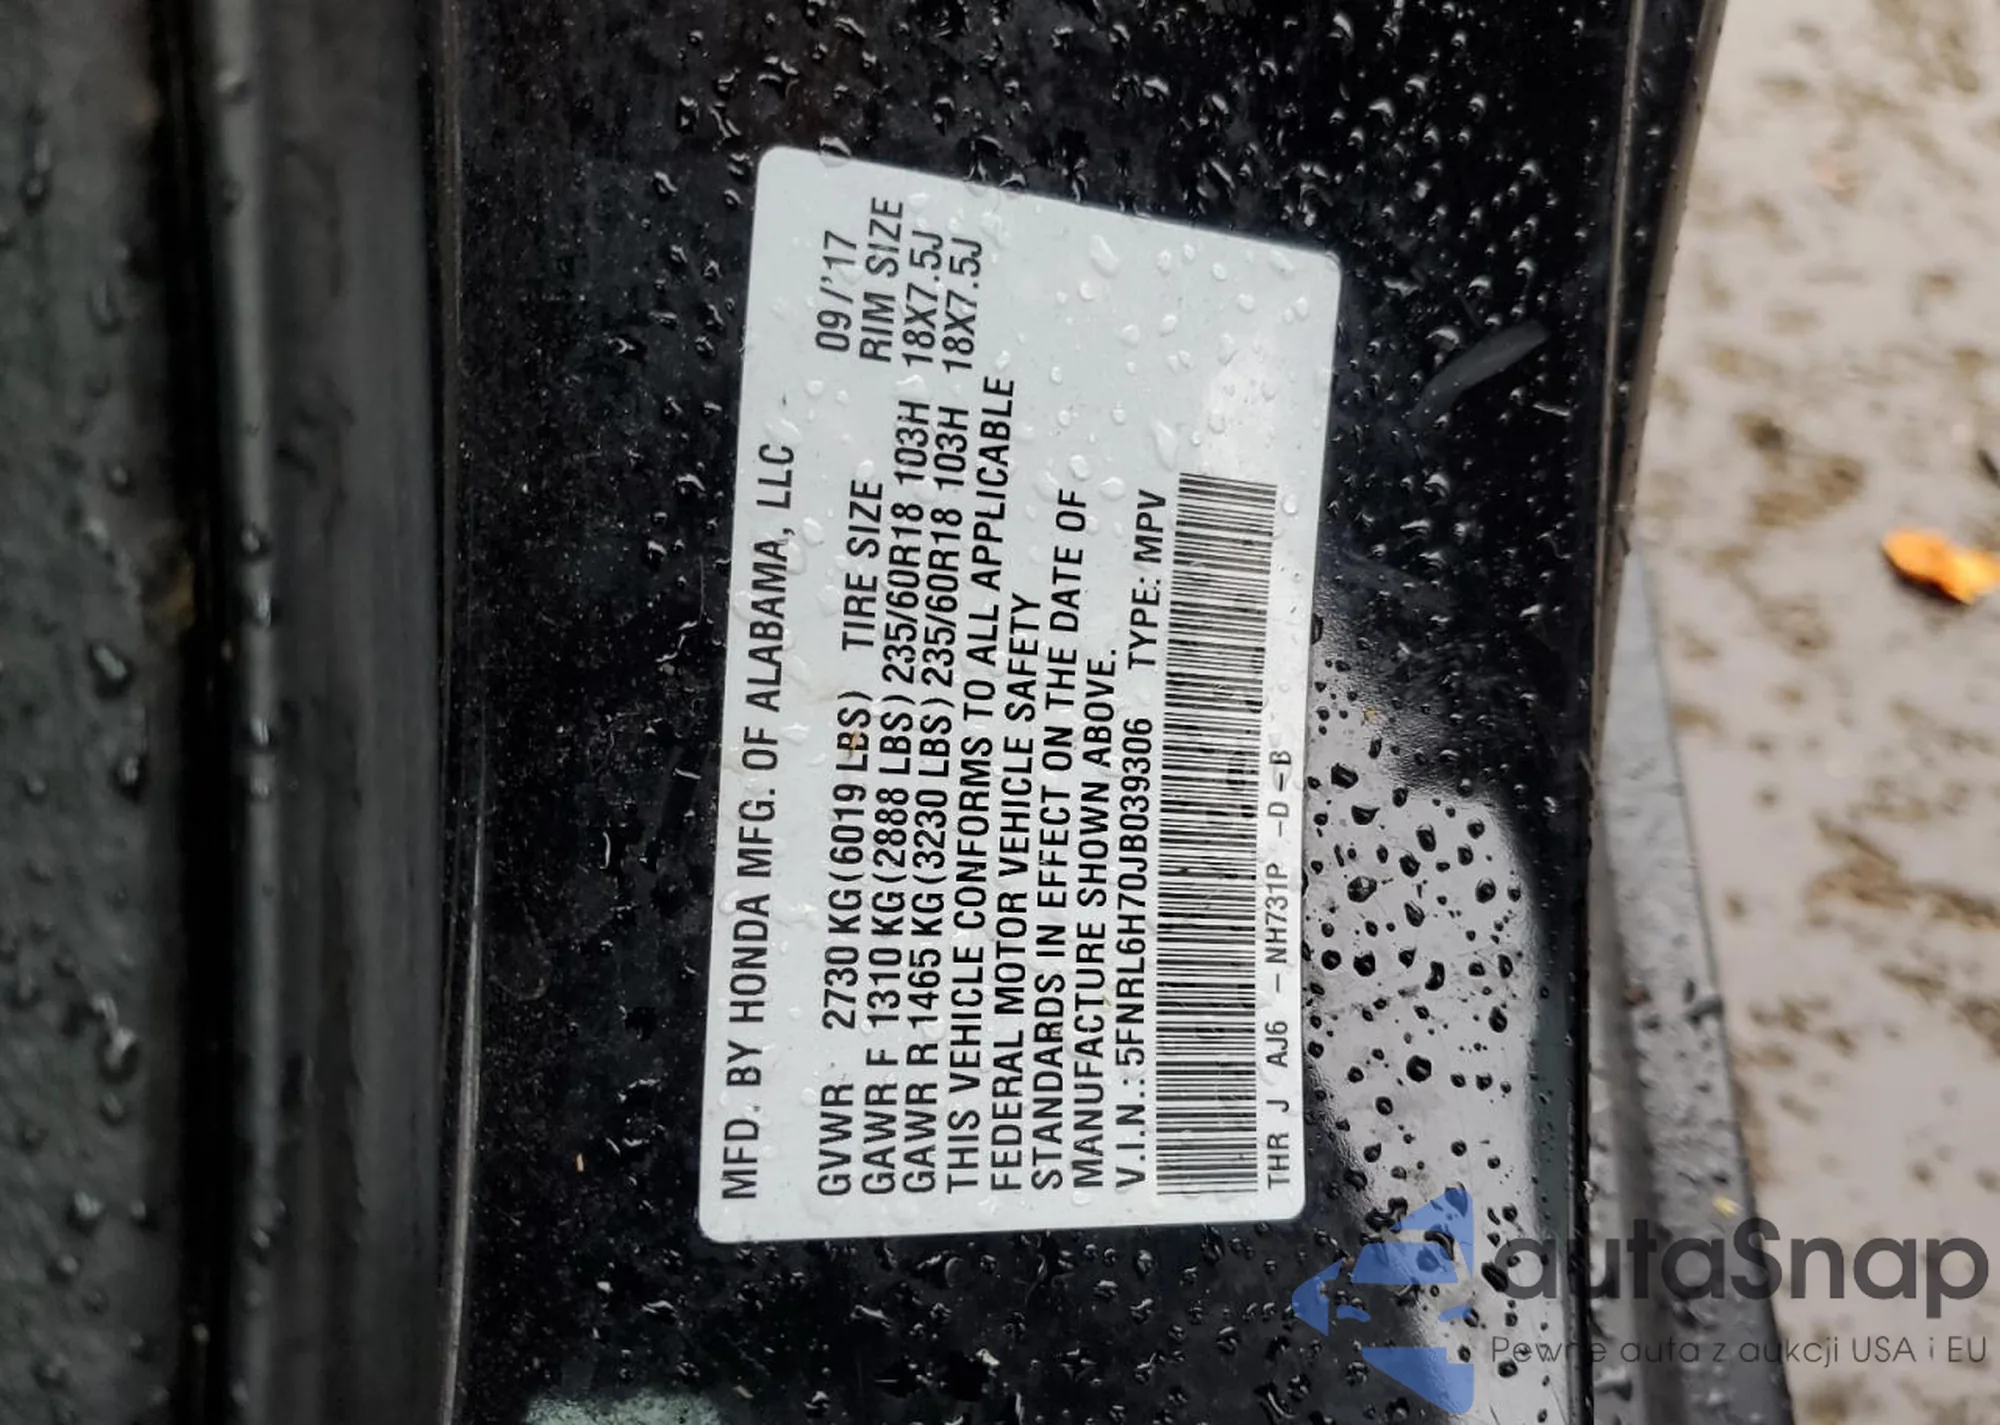 MFD. BY HONDA MFG. OF ALABAMA, LLC
09/'17
GVWR 2730 KG(6019 LBS) TIRE SIZE RIM SIZE
GAWR F 1310 KG(2888 LBS) 235/60R18 103H 18X7.5J
GAWR R 1465 KG(3230 LBS) 235/60R18 103H 18X7.5J
THIS VEHICLE CONFORMS TO ALL APPLICABLE
FEDERAL MOTOR VEHICLE SAFETY
STANDARDS IN EFFECT ON THE DATE OF
MANUFACTURE SHOWN ABOVE.
V.I.N.: 5FNRL6H70JB039306 TYPE: MPV
THR J AJ6 -NH731P -D -B
autaSnap
Pewne auta z aukcji USA i EU